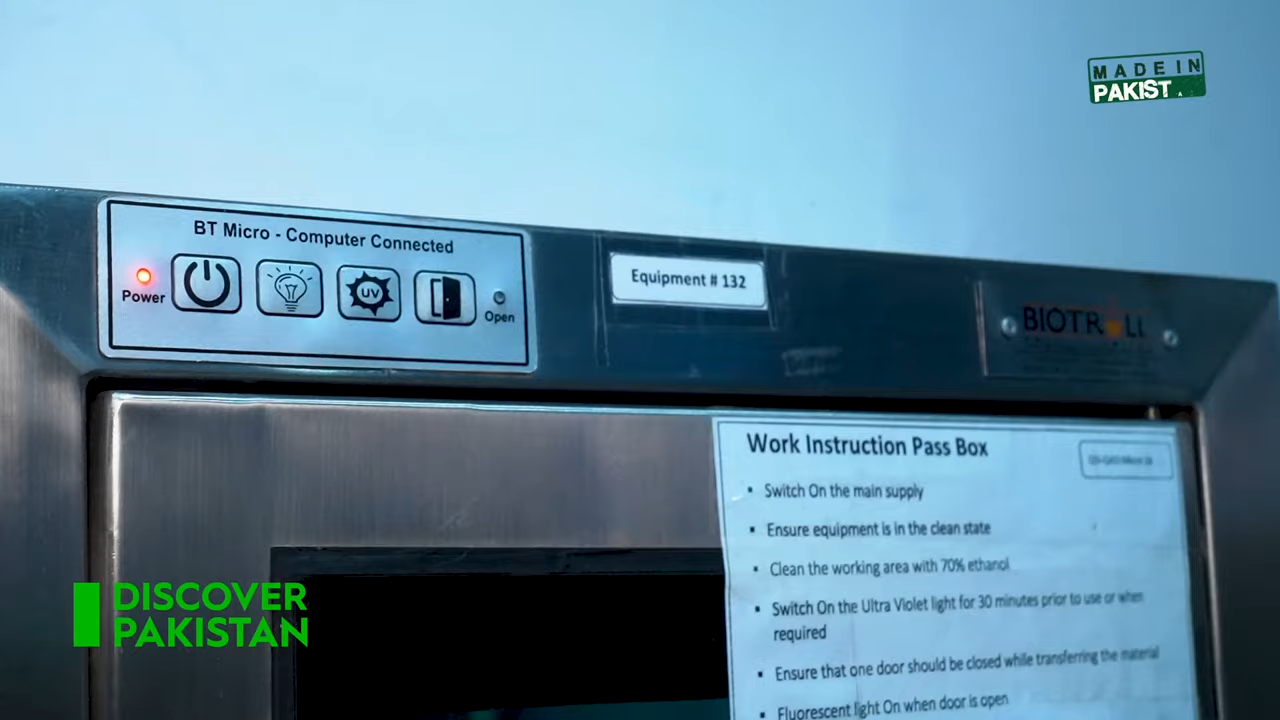 MADE IN
PAKIST
BT Micro - Computer Connected
Power
UV
Open
Equipment # 132
BIOTR LL
Work Instruction Pass Box
▪ Switch On the main supply
▪ Ensure equipment is in the clean state
▪ Clean the working area with 70% ethanol
▪ Switch On the Ultra Violet light for 30 minutes prior to use or when
required
▪ Ensure that one door should be closed while transferring the material
▪ Fluorescent light On when door is open
DISCOVER
PAKISTAN